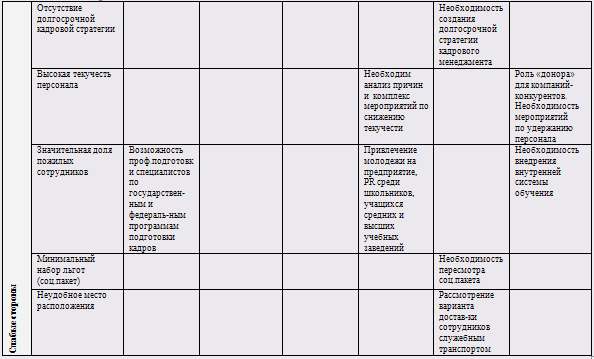 Слабые стороны
Отсутствие
долгосрочной
кадровой стратегии
Необходимость
создания
долгосрочной
стратегии
кадрового
менеджмента
Высокая текучесть
персонала
Необходим
анализ причин
и комплекс
мероприятий по
снижению
текучести
Роль «донора»
для компаний-
конкурентов.
Необходимость
мероприятий
по удержанию
персонала
Значительная доля
пожилых
сотрудников
Возможность
проф.подготовк
и специалистов
по
государствен-
ным и
федераль-ным
программам
подготовки
кадров
Привлечение
молодежи на
предприятие,
PR среди
школьников,
учащихся
средних и
высших
учебных
заведений
Необходимость
внедрения
внутренней
системы
обучения
Минимальный
набор льгот
(соц.пакет)
Необходимость
пересмотра
соц.пакета
Неудобное место
расположения
Рассмотрение
варианта
достав-ки
сотрудников
служебным
транспортом